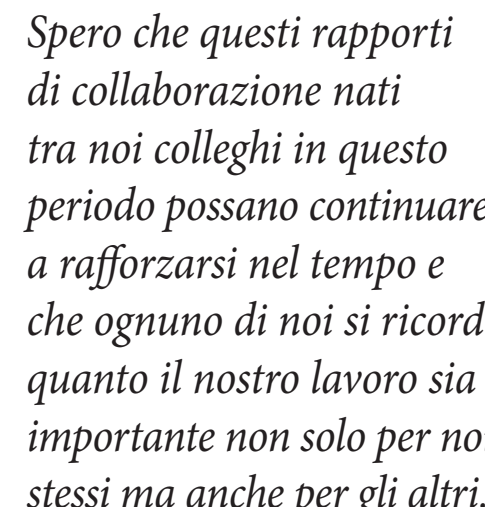 Spero che questi rapporti
di collaborazione nati
tra noi colleghi in questo
periodo possano continuare
a rafforzarsi nel tempo e
che ognuno di noi si ricord
quanto il nostro lavoro sia
importante non solo per noi
stessi ma anche per gli altri.